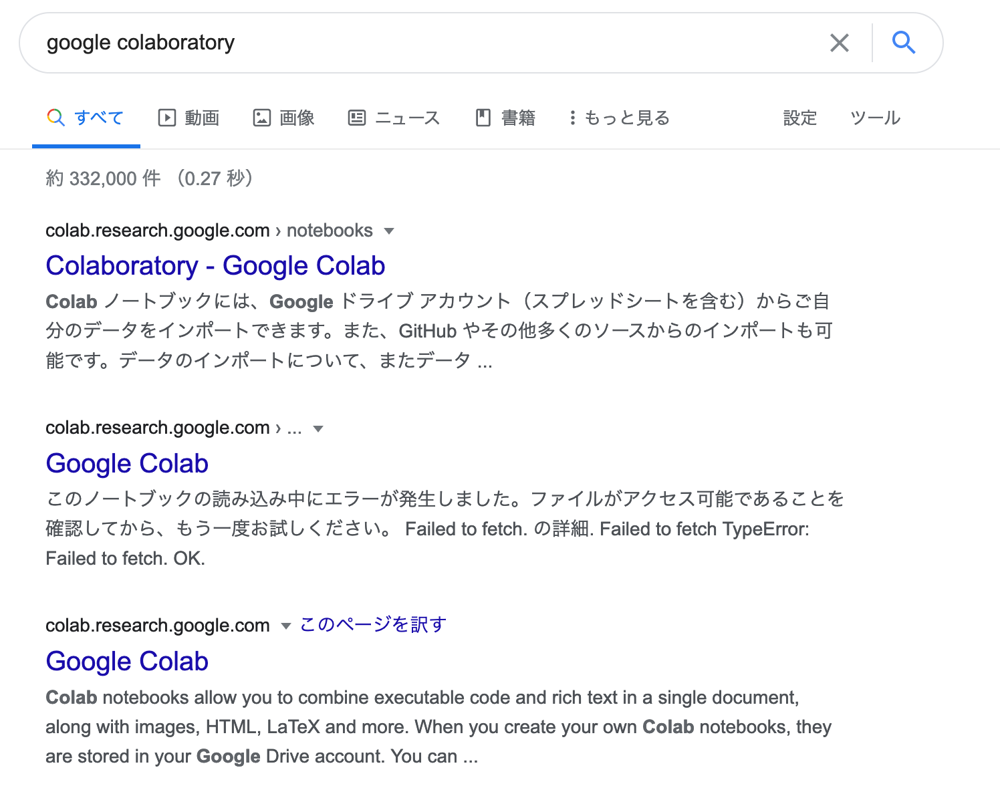 google colaboratory
すべて 動画 画像 ニュース 書籍 もっと見る 設定 ツール
約 332,000 件 （0.27 秒）
colab.research.google.com › notebooks
Colaboratory - Google Colab
Colab ノートブックには、Google ドライブ アカウント（スプレッドシートを含む）からご自
分のデータをインポートできます。また、GitHub やその他多くのソースからのインポートも可
能です。データのインポートについて、またデータ ...
colab.research.google.com › ...
Google Colab
このノートブックの読み込み中にエラーが発生しました。ファイルがアクセス可能であることを
確認してから、もう一度お試しください。 Failed to fetch. の詳細. Failed to fetch TypeError:
Failed to fetch. OK.
colab.research.google.com このページを訳す
Google Colab
Colab notebooks allow you to combine executable code and rich text in a single document,
along with images, HTML, LaTeX and more. When you create your own Colab notebooks, they
are stored in your Google Drive account. You can ...